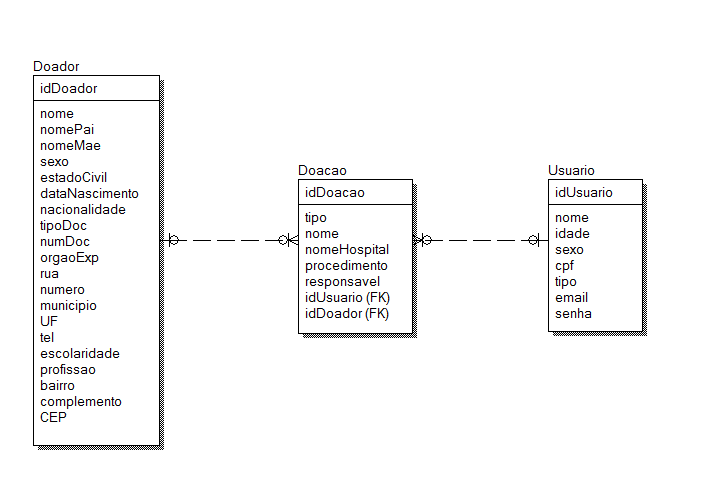 Doador
idDoador
nome
nomePai
nomeMae
sexo
estadoCivil
dataNascimento
nacionalidade
tipoDoc
numDoc
orgaoExp
rua
numero
municipio
UF
tel
escolaridade
profissao
bairro
complemento
CEP
Doacao
idDoacao
tipo
nome
nomeHospital
procedimento
responsavel
idUsuario (FK)
idDoador (FK)
Usuario
idUsuario
nome
idade
sexo
cpf
tipo
email
senha